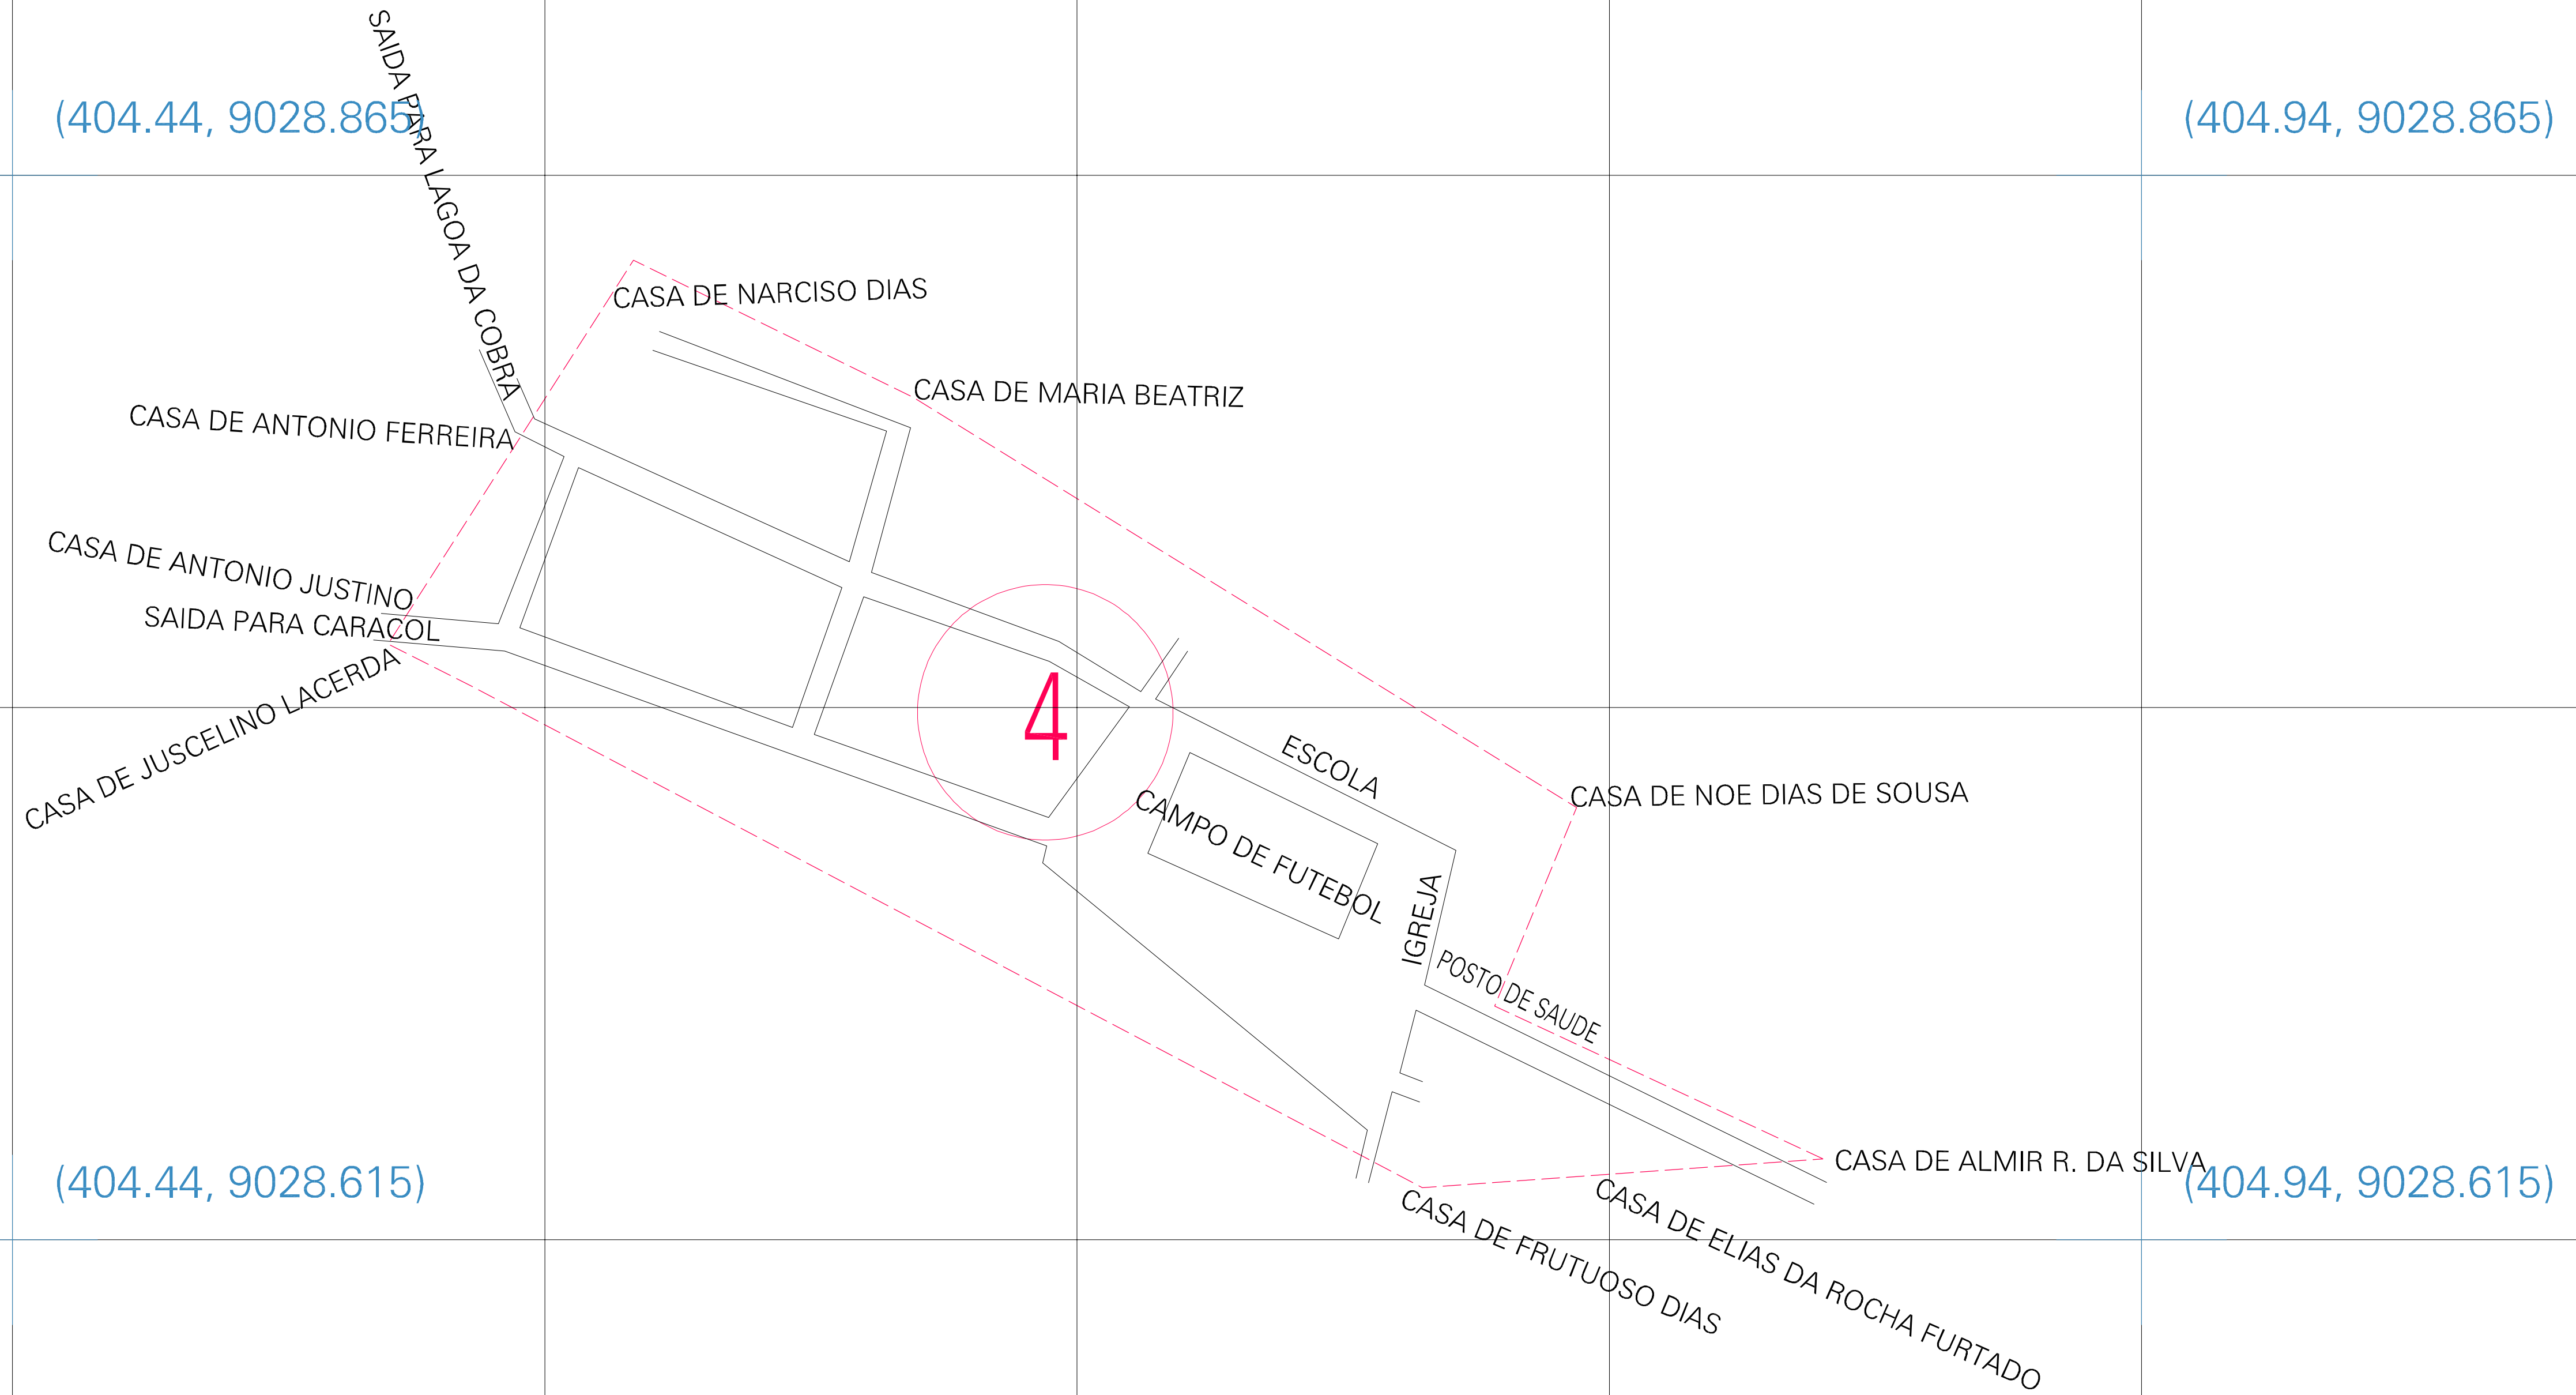 SAIDA PARA LAGOA DA COBRA
(404.44, 9028.865)
(404.94, 9028.865)
CASA DE NARCISO DIAS
CASA DE MARIA BEATRIZ
CASA DE ANTONIO FERREIRA
CASA DE ANTONIO JUSTINO
SAIDA PARA CARACOL
CASA DE JUSCELINO LACERDA
4
ESCOLA
CASA DE NOE DIAS DE SOUSA
CAMPO DE FUTEBOL
IGREJA
POSTO DE SAUDE
CASA DE ALMIR R. DA SILVA
(404.44, 9028.615)
(404.94, 9028.615)
CASA DE ELIAS DA ROCHA FURTADO
CASA DE FRUTUOSO DIAS